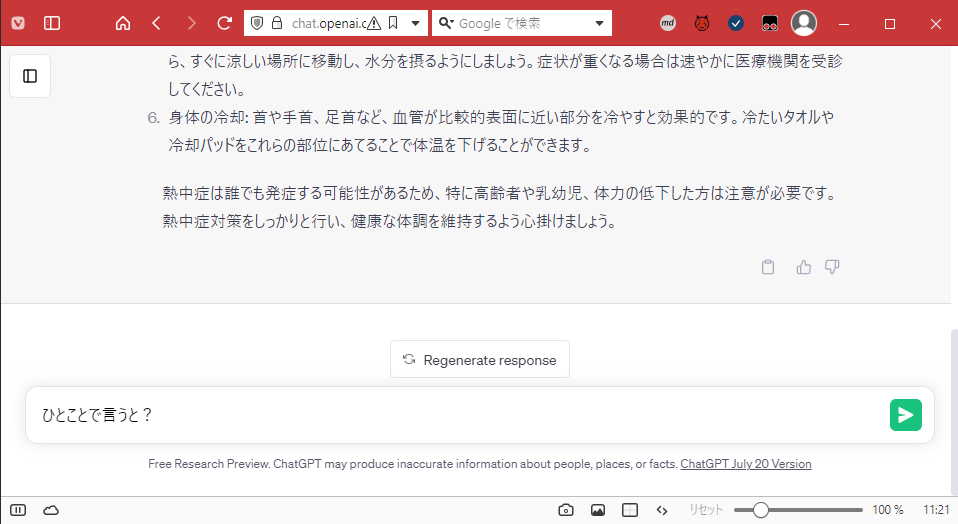 chat.openai.c
Google で検索
md
ら、すぐに涼しい場所に移動し、水分を摂るようにしましょう。症状が重くなる場合は速やかに医療機関を受診
してください。
6. 身体の冷却: 首や手首、足首など、血管が比較的表面に近い部分を冷やすと効果的です。冷たいタオルや
冷却パッドをこれらの部位にあてることで体温を下げることができます。
熱中症は誰でも発症する可能性があるため、特に高齢者や乳幼児、体力の低下した方は注意が必要です。
熱中症対策をしっかりと行い、健康な体調を維持するよう心掛けましょう。
Regenerate response
ひとことで言うと？
Free Research Preview. ChatGPT may produce inaccurate information about people, places, or facts. ChatGPT July 20 Version
リセット 100 % 11:21